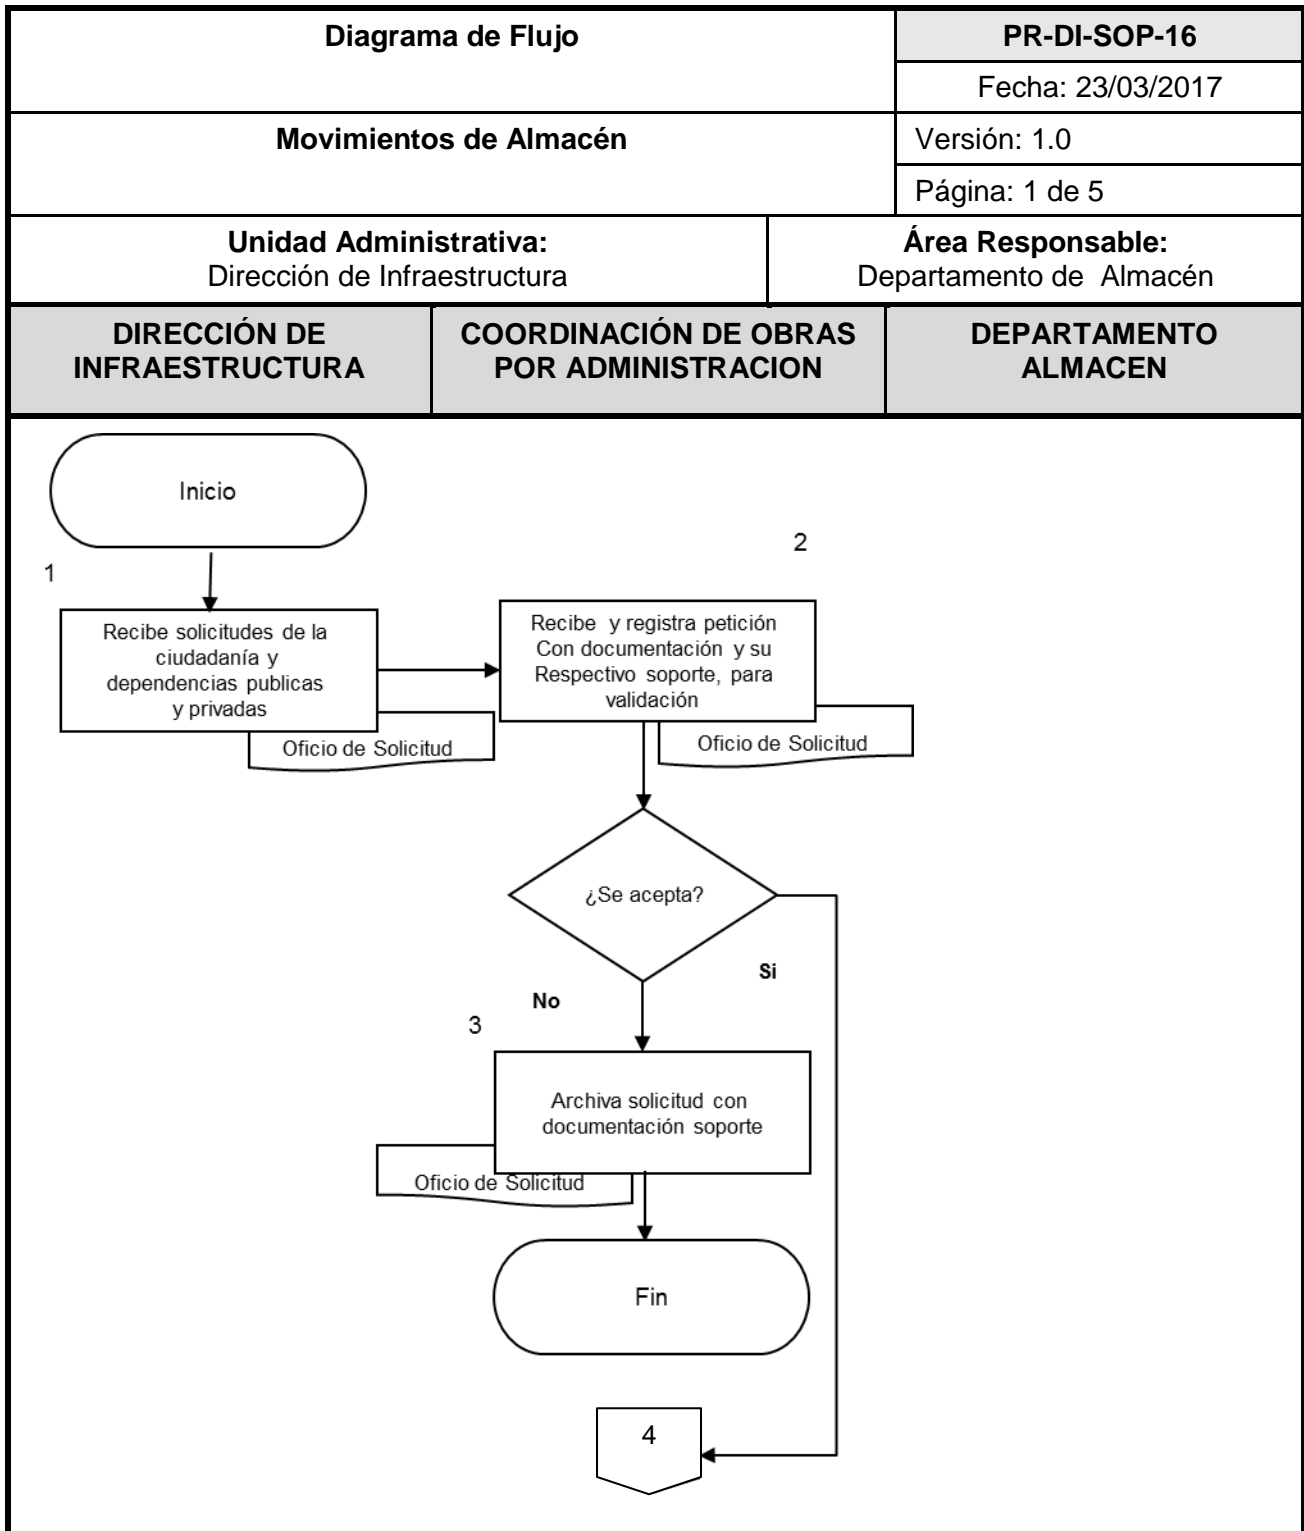 Diagrama de Flujo
PR-DI-SOP-16
Fecha: 23/03/2017
Movimientos de Almacén
Versión: 1.0
Página: 1 de 5
Unidad Administrativa:
Dirección de Infraestructura
Área Responsable:
Departamento de Almacén
DIRECCIÓN DE
INFRAESTRUCTURA
COORDINACIÓN DE OBRAS
POR ADMINISTRACION
DEPARTAMENTO
ALMACEN
Inicio
1
Recibe solicitudes de la
ciudadanía y
dependencias publicas
y privadas
Oficio de Solicitud
2
Recibe y registra petición
Con documentación y su
Respectivo soporte, para
validación
Oficio de Solicitud
¿Se acepta?
Si
No
3
Archiva solicitud con
documentación soporte
Oficio de Solicitud
Fin
4